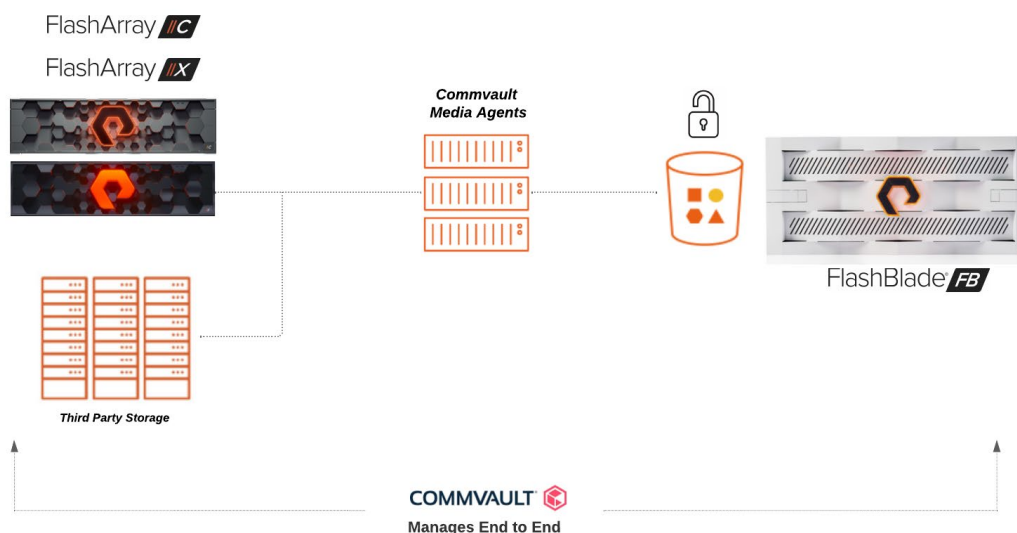 FlashArray //C
FlashArray //X
Commvault
Media Agents
FlashBlade® FB
Third Party Storage
COMMVAULT
Manages End to End